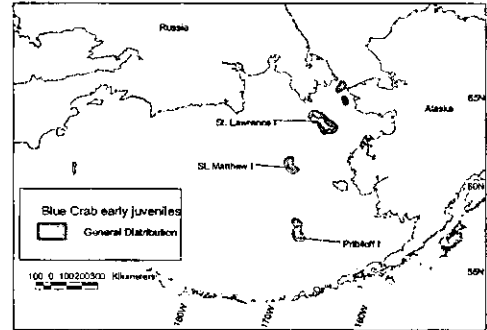 Russia
65N
Alaska
St. Lawrence I
St. Matthew I
60N
Blue Crab early juveniles
General Distribution
Pribiloff I
55N
100 0 100200300 Kilometers
180W
170W
160W